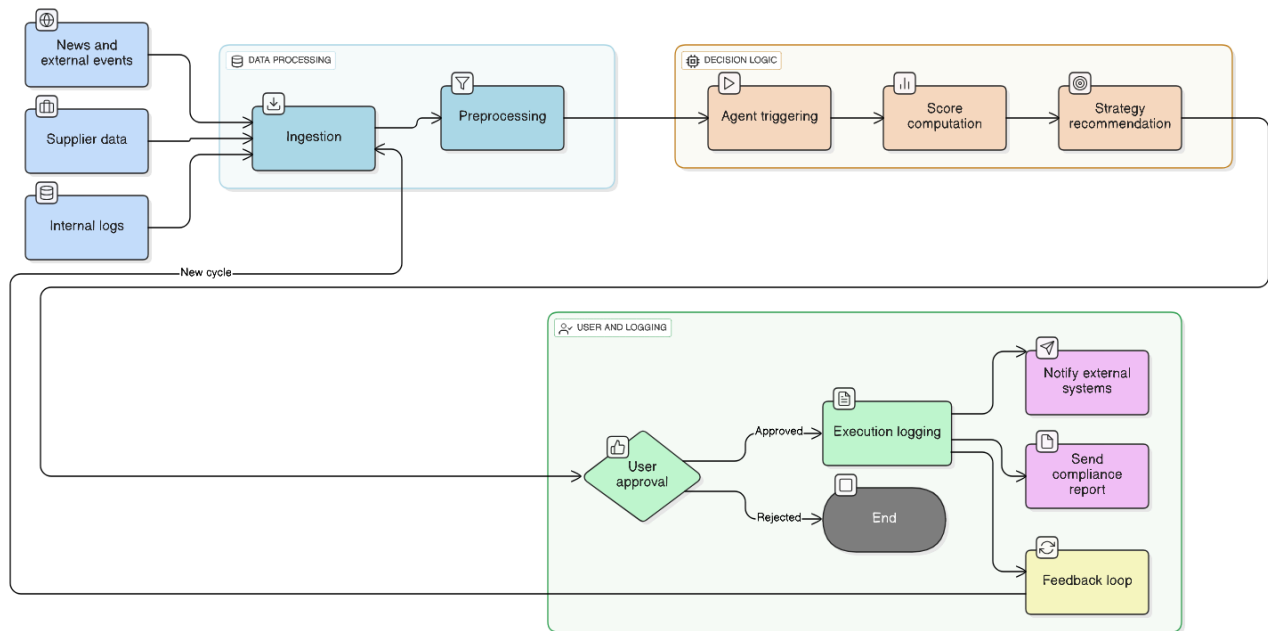 News and
external events
Supplier data
Internal logs
DATA PROCESSING
Ingestion
Preprocessing
DECISION LOGIC
Agent triggering
Score
computation
Strategy
recommendation
New cycle
USER AND LOGGING
User
approval
Approved
Rejected
Execution logging
End
Notify external
systems
Send
compliance
report
Feedback loop